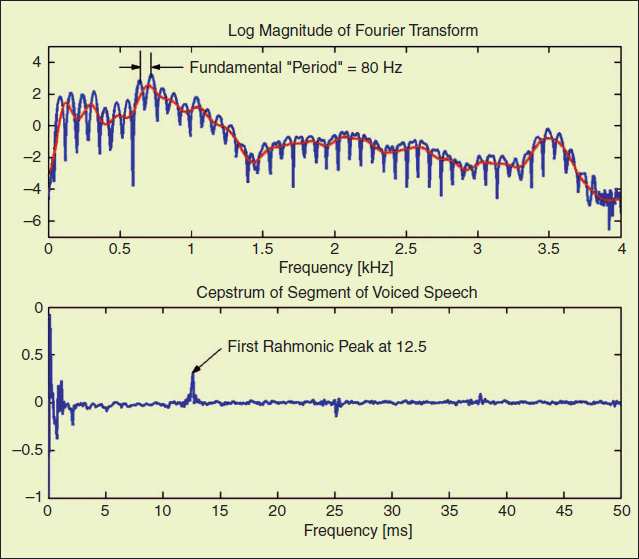 Log Magnitude of Fourier Transform
4
Fundamental "Period" = 80 Hz
2
0
−2
−4
−6
0 0.5 1 1.5 2 2.5 3 3.5 4
Frequency [kHz]
Cepstrum of Segment of Voiced Speech
0
0.5
First Rahmonic Peak at 12.5
0
−0.5
−1
0 5 10 15 20 25 30 35 40 45 50
Frequency [ms]